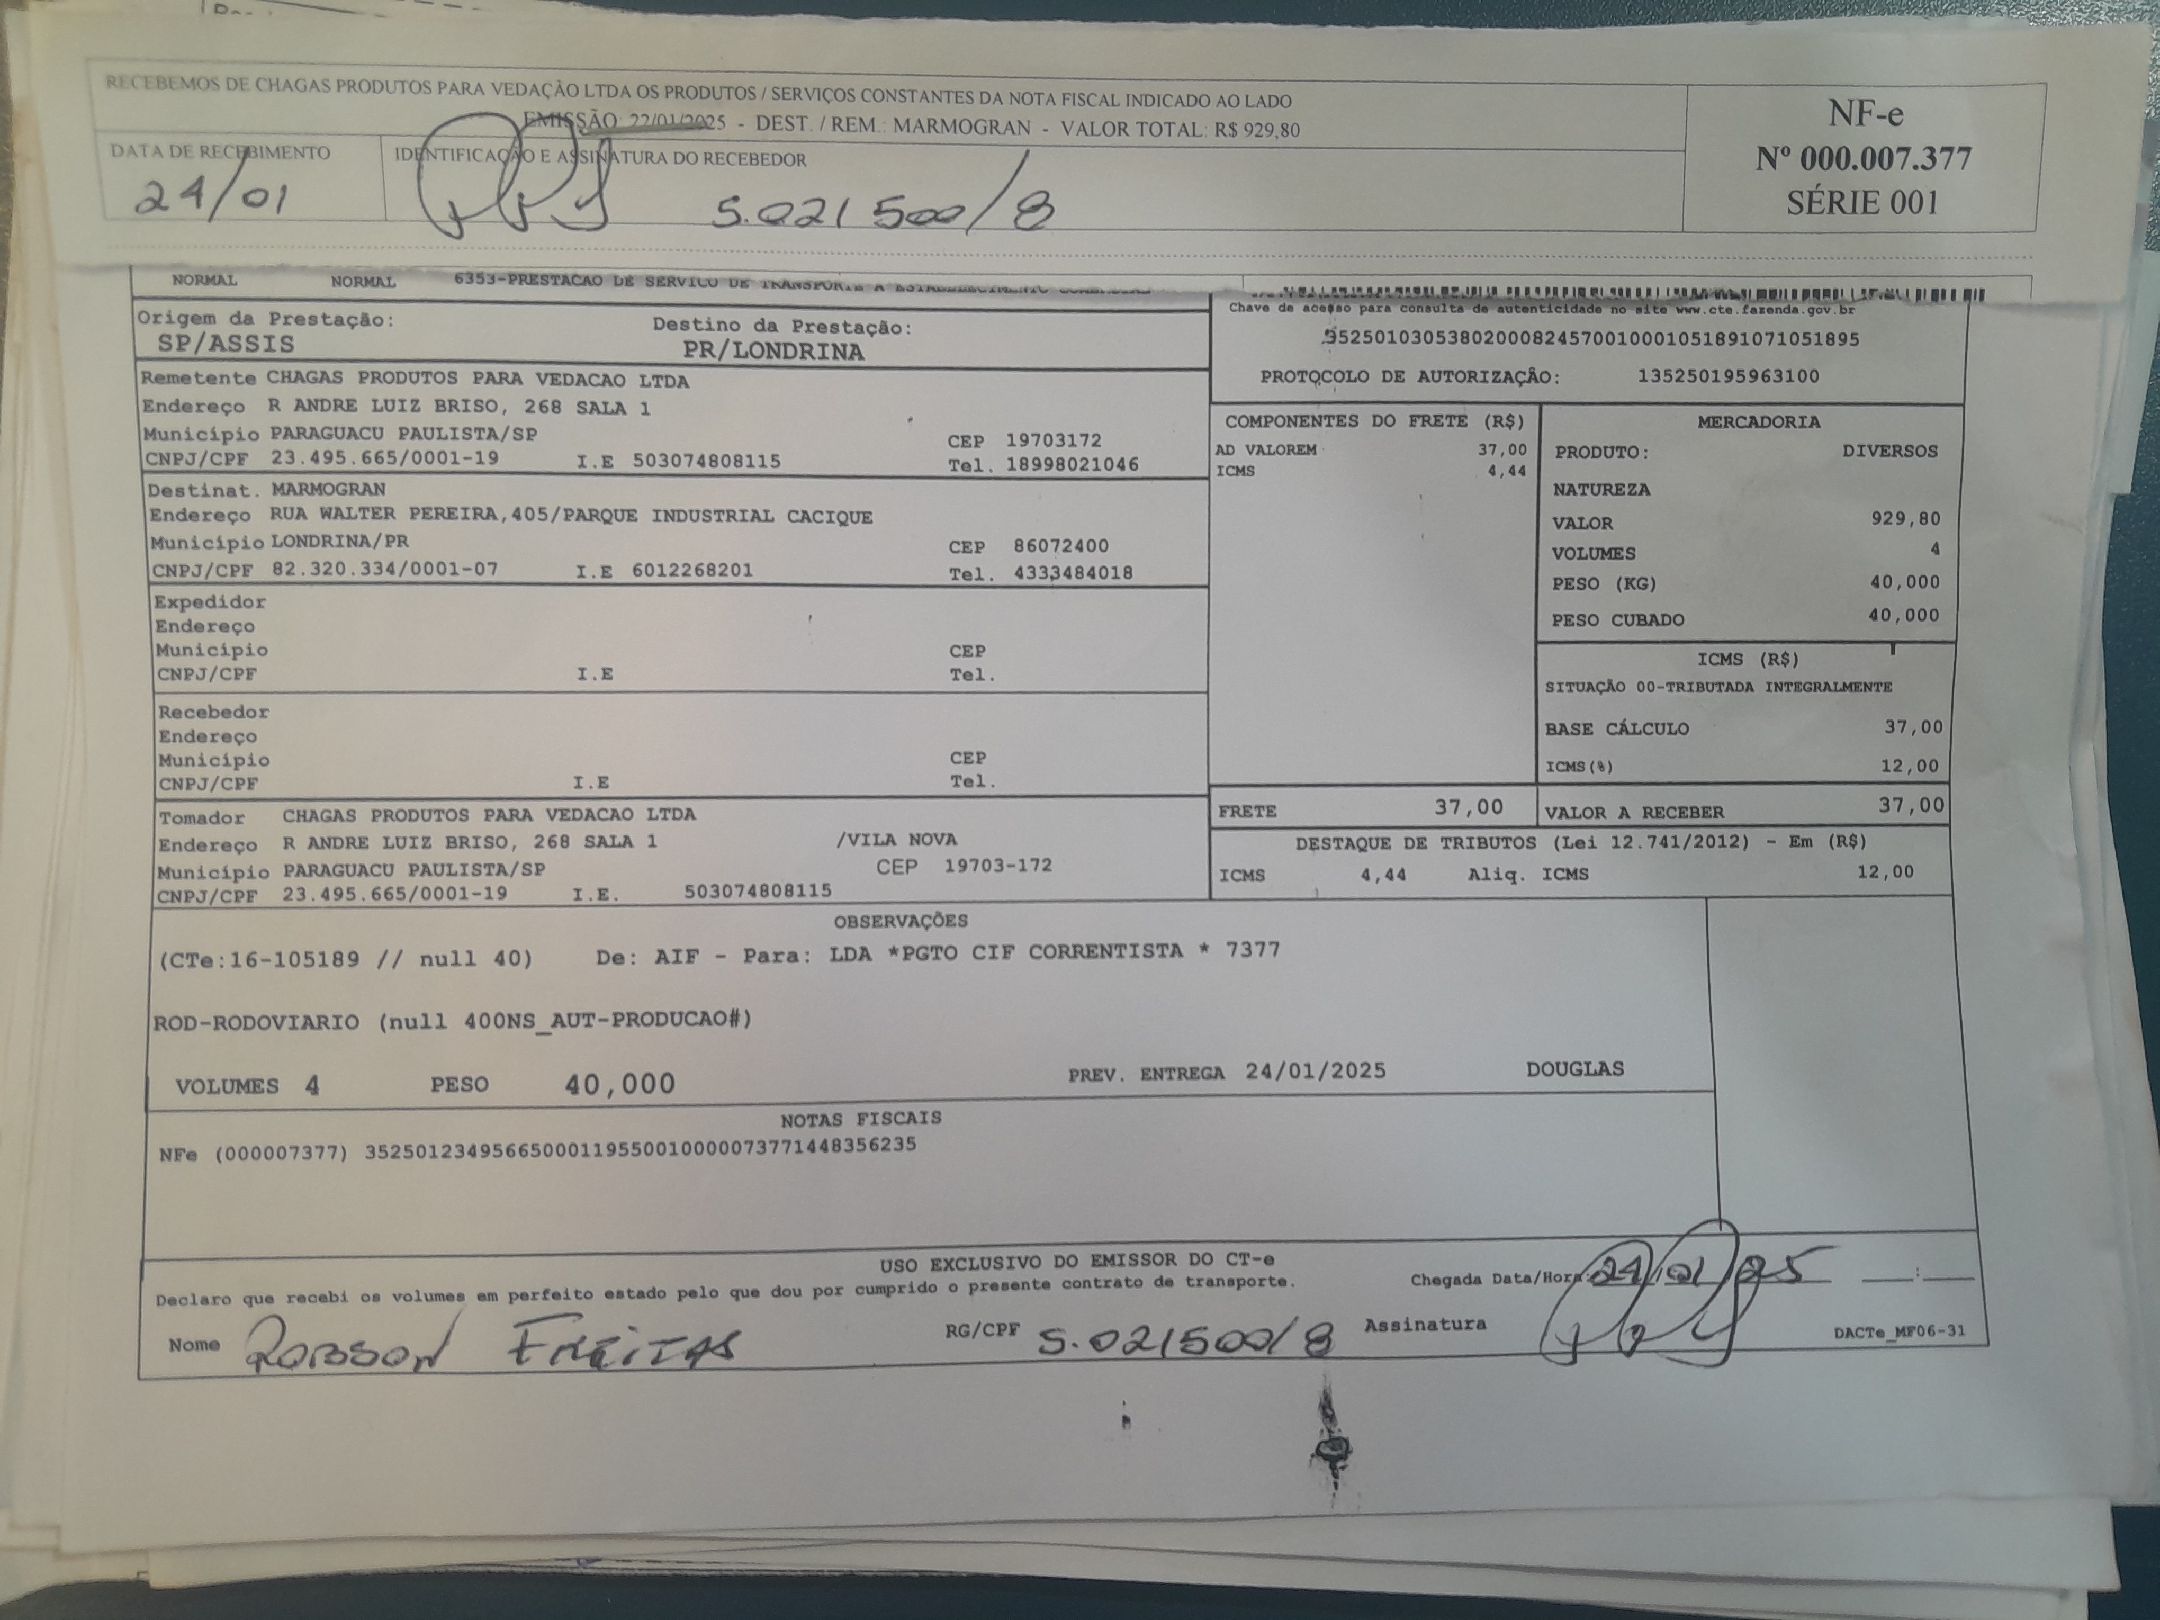 RECEBEMOS DE CHAGAS PRODUTOS PARA VEDAÇÃO LTDA OS PRODUTOS / SERVIÇOS CONSTANTES DA NOTA FISCAL INDICADO AO LADO
EMISSÃO: 22/01/2025 - DEST. / REM.: MARMOGRAN - VALOR TOTAL: R$ 929,80
NF-e
Nº 000.007.377
SÉRIE 001
DATA DE RECEBIMENTO
24/01
IDENTIFICAÇÃO E ASSINATURA DO RECEBEDOR
5.021500/8
NORMAL NORMAL 6353-PRESTACAO DE SERVICO DE TRANSPORTE A ESTABELECIMENTO
Origem da Prestação: Destino da Prestação:
SP/ASSIS PR/LONDRINA
Chave de acesso para consulta de autenticidade no site www.cte.fazenda.gov.br
35250103053802000824570010001051891071051895
PROTOCOLO DE AUTORIZAÇÃO: 135250195963100
Remetente CHAGAS PRODUTOS PARA VEDACAO LTDA
Endereço R ANDRE LUIZ BRISO, 268 SALA 1
Município PARAGUACU PAULISTA/SP CEP 19703172
CNPJ/CPF 23.495.665/0001-19 I.E 503074808115 Tel. 18998021046
Destinat. MARMOGRAN
Endereço RUA WALTER PEREIRA,405/PARQUE INDUSTRIAL CACIQUE
Município LONDRINA/PR CEP 86072400
CNPJ/CPF 82.320.334/0001-07 I.E 6012268201 Tel. 4333484018
Expedidor
Endereço
Município CEP
CNPJ/CPF I.E Tel.
Recebedor
Endereço
Município CEP
CNPJ/CPF I.E Tel.
Tomador CHAGAS PRODUTOS PARA VEDACAO LTDA
Endereço R ANDRE LUIZ BRISO, 268 SALA 1 /VILA NOVA
Município PARAGUACU PAULISTA/SP CEP 19703-172
CNPJ/CPF 23.495.665/0001-19 I.E. 503074808115
COMPONENTES DO FRETE (R$)
AD VALOREM 37,00
ICMS 4,44
MERCADORIA
PRODUTO: DIVERSOS
NATUREZA
VALOR 929,80
VOLUMES 4
PESO (KG) 40,000
PESO CUBADO 40,000
ICMS (R$)
SITUAÇÃO 00-TRIBUTADA INTEGRALMENTE
BASE CÁLCULO 37,00
ICMS(%) 12,00
FRETE 37,00 VALOR A RECEBER 37,00
DESTAQUE DE TRIBUTOS (Lei 12.741/2012) - Em (R$)
ICMS 4,44 Aliq. ICMS 12,00
OBSERVAÇÕES
(CTe:16-105189 // null 40) De: AIF - Para: LDA *PGTO CIF CORRENTISTA * 7377
ROD-RODOVIARIO (null 400NS_AUT-PRODUCAO#)
VOLUMES 4 PESO 40,000 PREV. ENTREGA 24/01/2025 DOUGLAS
NOTAS FISCAIS
NFe (000007377) 35250123495665000119550010000073771448356235
USO EXCLUSIVO DO EMISSOR DO CT-e
Declaro que recebi os volumes em perfeito estado pelo que dou por cumprido o presente contrato de transporte.
Chegada Data/Hora 24/01/25 __:__
Nome ROBSON FREITAS RG/CPF 5.021500/8 Assinatura
DACTe_MF06-31